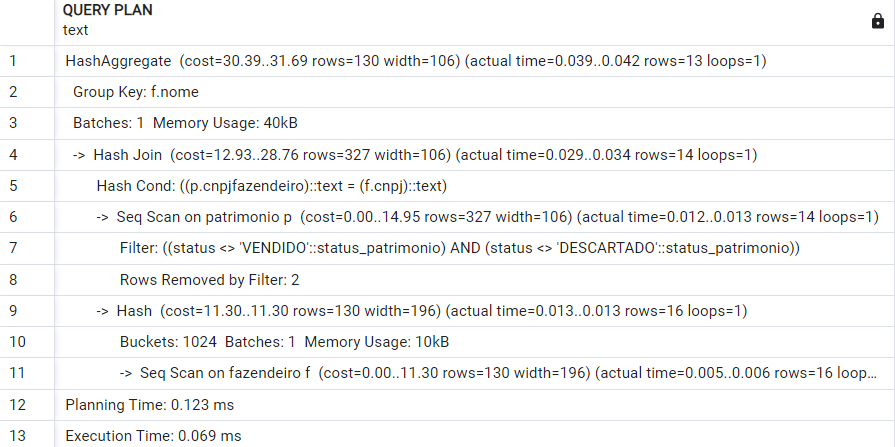 QUERY PLAN
text
1 HashAggregate (cost=30.39..31.69 rows=130 width=106) (actual time=0.039..0.042 rows=13 loops=1)
2 Group Key: f.nome
3 Batches: 1 Memory Usage: 40kB
4 -> Hash Join (cost=12.93..28.76 rows=327 width=106) (actual time=0.029..0.034 rows=14 loops=1)
5 Hash Cond: ((p.cnpjfazendeiro)::text = (f.cnpj)::text)
6 -> Seq Scan on patrimonio p (cost=0.00..14.95 rows=327 width=106) (actual time=0.012..0.013 rows=14 loops=1)
7 Filter: ((status <> 'VENDIDO'::status_patrimonio) AND (status <> 'DESCARTADO'::status_patrimonio))
8 Rows Removed by Filter: 2
9 -> Hash (cost=11.30..11.30 rows=130 width=196) (actual time=0.013..0.013 rows=16 loops=1)
10 Buckets: 1024 Batches: 1 Memory Usage: 10kB
11 -> Seq Scan on fazendeiro f (cost=0.00..11.30 rows=130 width=196) (actual time=0.005..0.006 rows=16 loop...
12 Planning Time: 0.123 ms
13 Execution Time: 0.069 ms